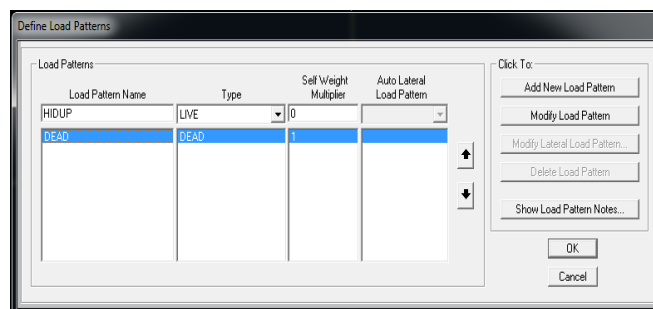 Define Load Patterns
Load Patterns
Click To:
Load Pattern Name Type Self Weight Multiplier Auto Lateral Load Pattern
HIDUP LIVE 0
DEAD DEAD 1
Add New Load Pattern
Modify Load Pattern
Modify Lateral Load Pattern...
Delete Load Pattern
Show Load Pattern Notes...
OK
Cancel